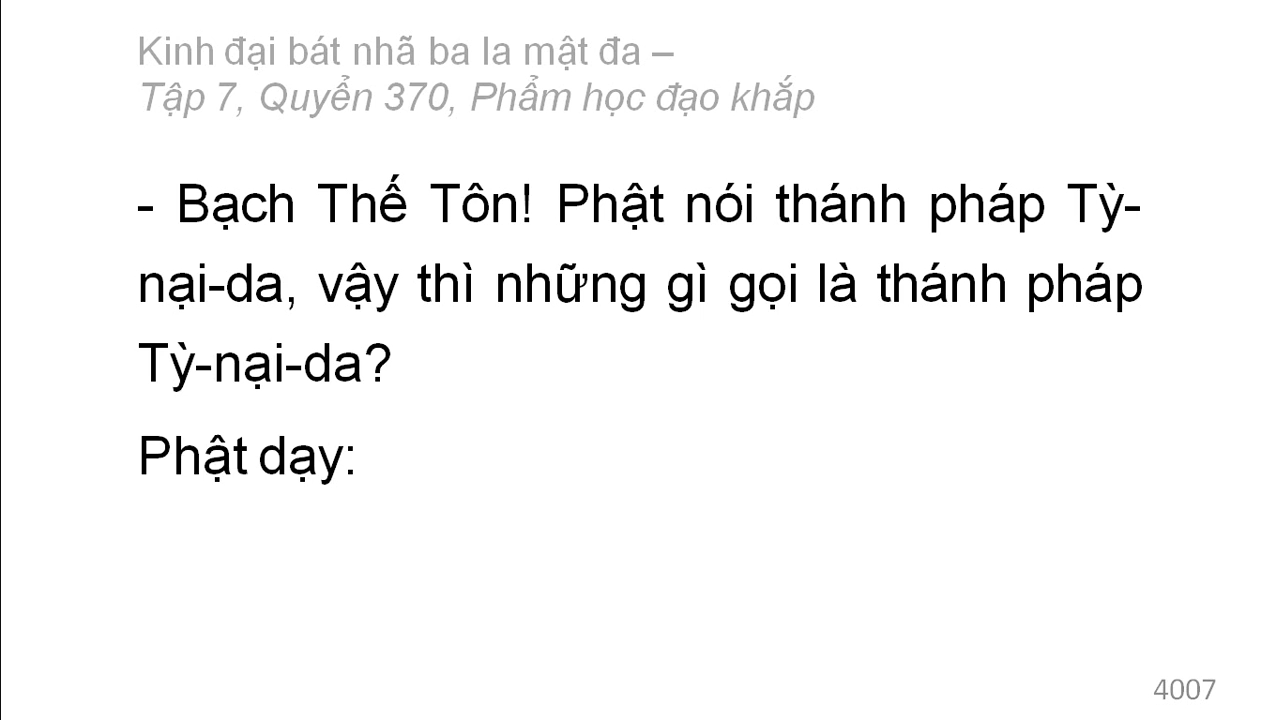 Kinh đại bát nhã ba la mật đa –
Tập 7, Quyển 370, Phẩm học đạo khắp
- Bạch Thế Tôn! Phật nói thánh pháp Tỳ-
nại-da, vậy thì những gì gọi là thánh pháp
Tỳ-nại-da?
Phật dạy:
4007